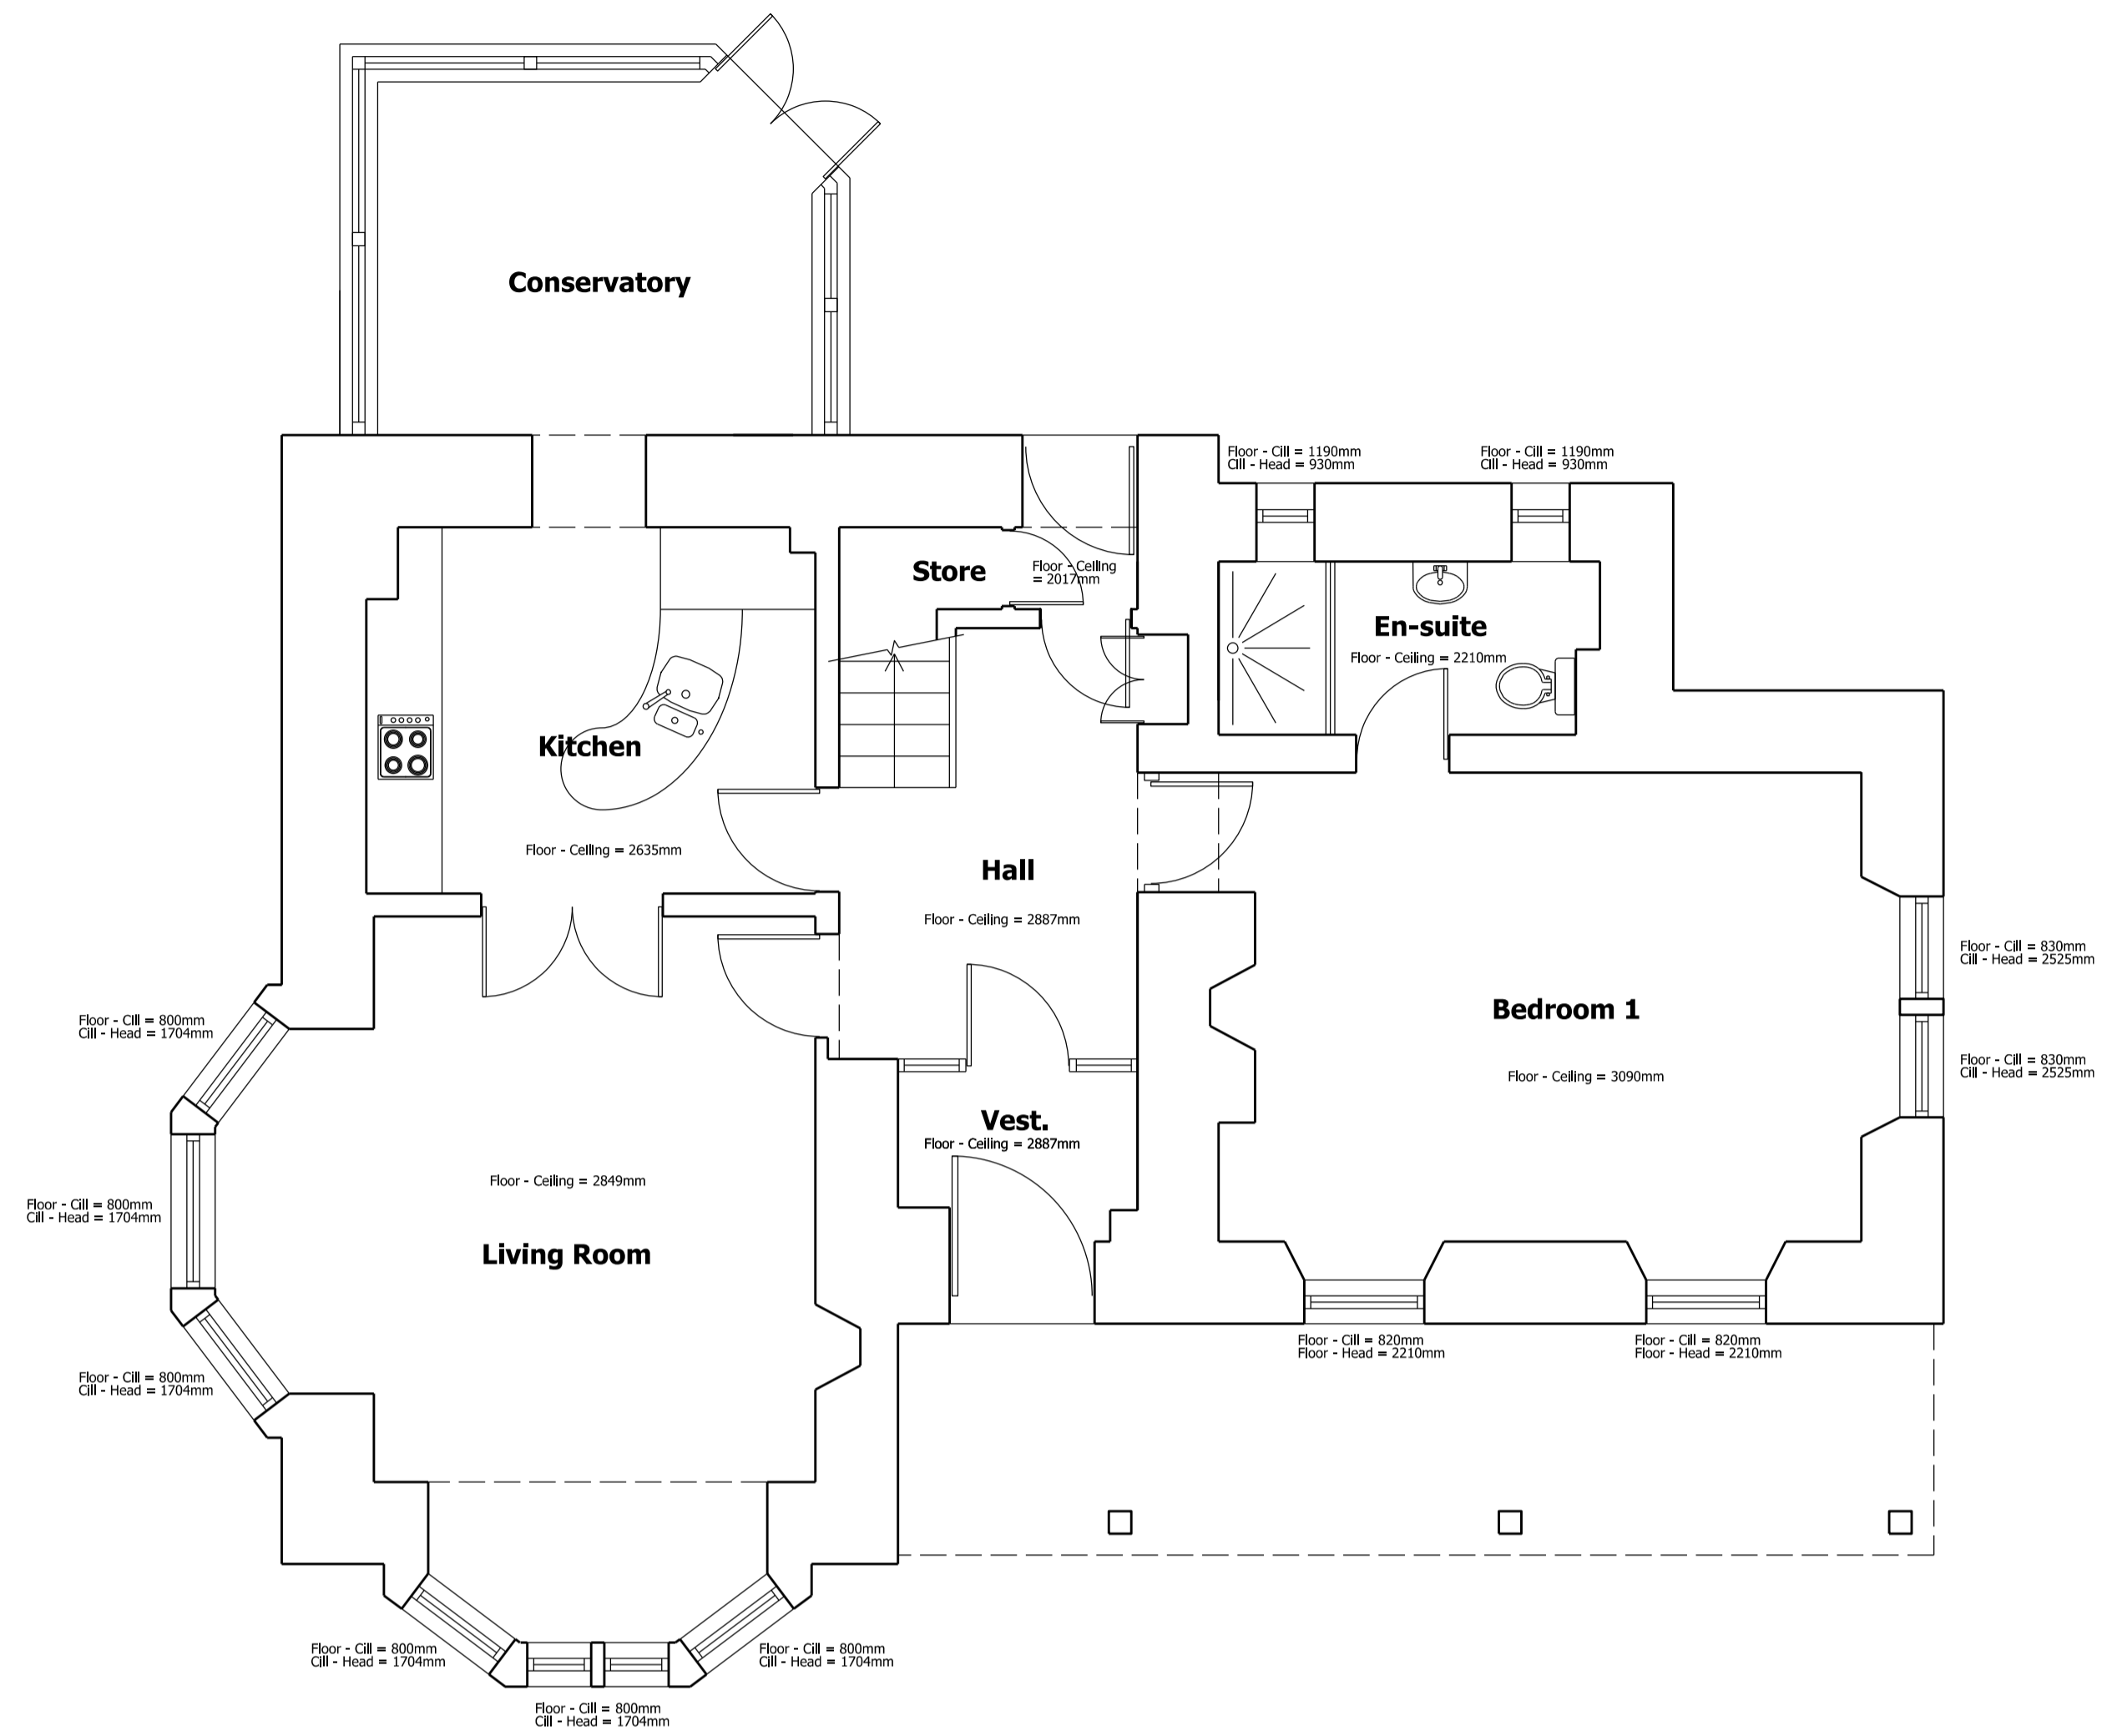 Conservatory
Floor - Cill = 1190mm
Cill - Head = 930mm
Floor - Cill = 1190mm
Cill - Head = 930mm
Store
Floor - Ceiling
= 2017mm
En-suite
Floor - Ceiling = 2210mm
Kitchen
Floor - Ceiling = 2635mm
Hall
Floor - Ceiling = 2887mm
Floor - Cill = 830mm
Cill - Head = 2525mm
Bedroom 1
Floor - Ceiling = 3090mm
Floor - Cill = 830mm
Cill - Head = 2525mm
Floor - Cill = 800mm
Cill - Head = 1704mm
Vest.
Floor - Ceiling = 2887mm
Floor - Ceiling = 2849mm
Floor - Cill = 800mm
Cill - Head = 1704mm
Living Room
Floor - Cill = 820mm
Floor - Head = 2210mm
Floor - Cill = 820mm
Floor - Head = 2210mm
Floor - Cill = 800mm
Cill - Head = 1704mm
Floor - Cill = 800mm
Cill - Head = 1704mm
Floor - Cill = 800mm
Cill - Head = 1704mm
Floor - Cill = 800mm
Cill - Head = 1704mm